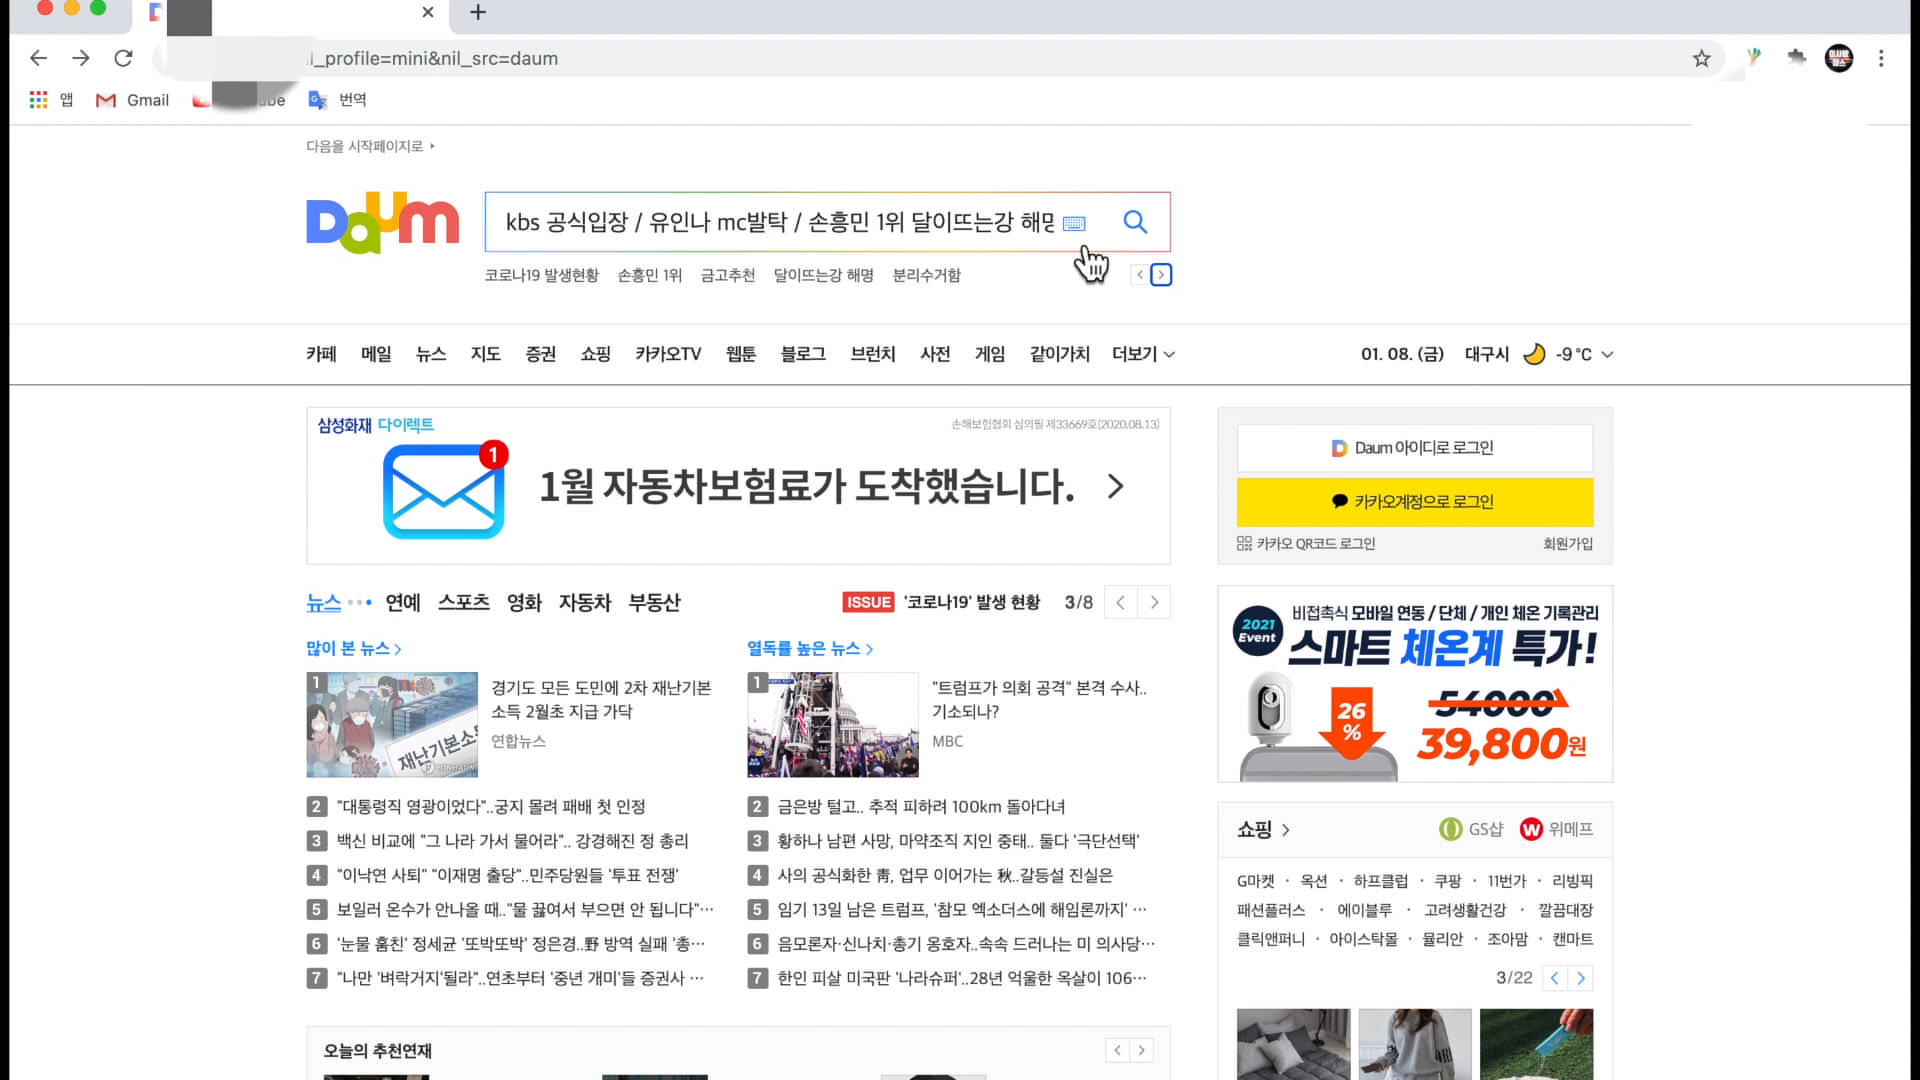 l_profile=mini&nil_src=daum
앱 Gmail 번역
다음을 시작페이지로
Daum
kbs 공식입장 / 유인나 mc발탁 / 손흥민 1위 달이뜨는강 해명
코로나19 발생현황 손흥민 1위 금고추천 달이뜨는강 해명 분리수거함
카페 메일 뉴스 지도 증권 쇼핑 카카오TV 웹툰 블로그 브런치 사전 게임 같이가치 더보기
01. 08. (금) 대구시 -9 °C
삼성화재 다이렉트
손해보험협회 심의필 제33669호(2020.08.13)
1
1월 자동차보험료가 도착했습니다.
Daum 아이디로 로그인
카카오계정으로 로그인
카카오 QR코드 로그인 회원가입
뉴스 연예 스포츠 영화 자동차 부동산
ISSUE '코로나19' 발생 현황 3/8
많이 본 뉴스
1
재난기본소
경기도 모든 도민에 2차 재난기본
소득 2월초 지급 가닥
연합뉴스
2 "대통령직 영광이었다"..궁지 몰려 패배 첫 인정
3 백신 비교에 "그 나라 가서 물어라".. 강경해진 정 총리
4 "이낙연 사퇴" "이재명 출당"..민주당원들 '투표 전쟁'
5 보일러 온수가 안나올 때.."물 끓여서 부으면 안 됩니다"…
6 '눈물 훔친' 정세균 '또박또박' 정은경..野 방역 실패 '총…
7 "나만 '벼락거지'될라"..연초부터 '중년 개미'들 증권사 …
열독률 높은 뉴스
1
"트럼프가 의회 공격" 본격 수사..
기소되나?
MBC
2 금은방 털고.. 추적 피하려 100km 돌아다녀
3 황하나 남편 사망, 마약조직 지인 중태.. 둘다 '극단선택'
4 사의 공식화한 靑, 업무 이어가는 秋..갈등설 진실은
5 임기 13일 남은 트럼프, '참모 엑소더스에 해임론까지' …
6 음모론자·신나치·총기 옹호자..속속 드러나는 미 의사당…
7 한인 피살 미국판 '나라슈퍼'..28년 억울한 옥살이 106…
2021
Event
비접촉식 모바일 연동 / 단체 / 개인 체온 기록관리
스마트 체온계 특가!
26
%
54000
39,800원
쇼핑 GS샵 위메프
G마켓 · 옥션 · 하프클럽 · 쿠팡 · 11번가 · 리빙픽
패션플러스 · 에이블루 · 고려생활건강 · 깔끔대장
클릭앤퍼니 · 아이스탁몰 · 뮬리안 · 조아맘 · 캔마트
3/22
오늘의 추천연재